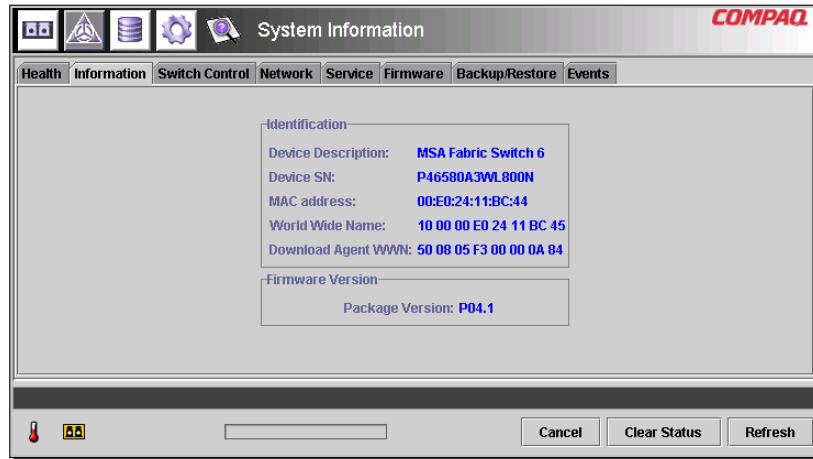 System Information
COMPAQ
Health Information Switch Control Network Service Firmware Backup/Restore Events
Identification
Device Description: MSA Fabric Switch 6
Device SN: P46580A3WL800N
MAC address: 00:E0:24:11:BC:44
World Wide Name: 10 00 00 E0 24 11 BC 45
Download Agent WWN: 50 08 05 F3 00 00 0A 84
Firmware Version
Package Version: P04.1
Cancel Clear Status Refresh